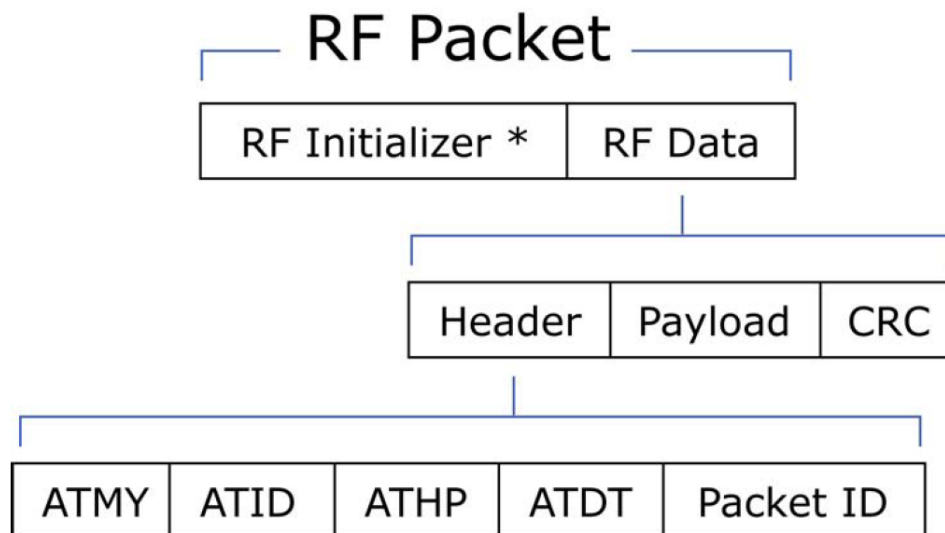 RF Packet
RF Initializer * RF Data
Header Payload CRC
ATMY ATID ATHP ATDT Packet ID